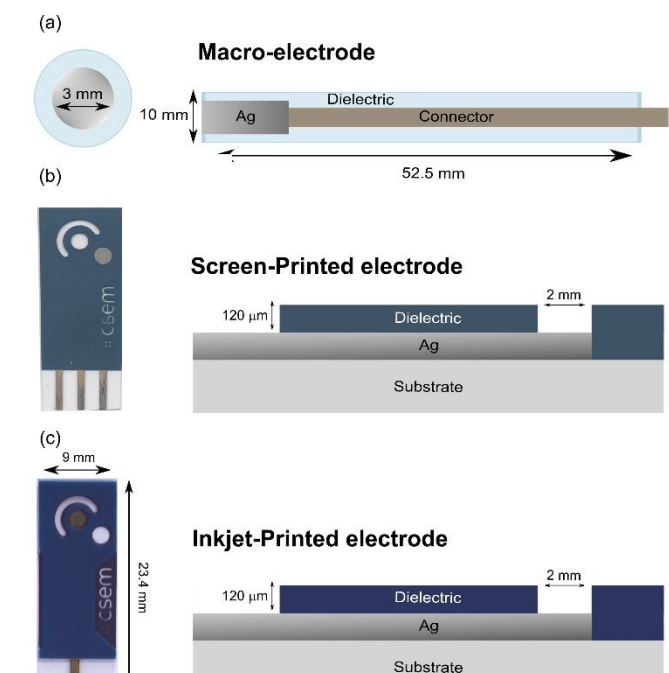 (a)
Macro-electrode
3 mm
10 mm
Dielectric
Ag
Connector
52.5 mm
(b)
:: csem
Screen-Printed electrode
2 mm
120 μm
Dielectric
Ag
Substrate
(c)
9 mm
:: csem
23.4 mm
Inkjet-Printed electrode
2 mm
120 μm
Dielectric
Ag
Substrate